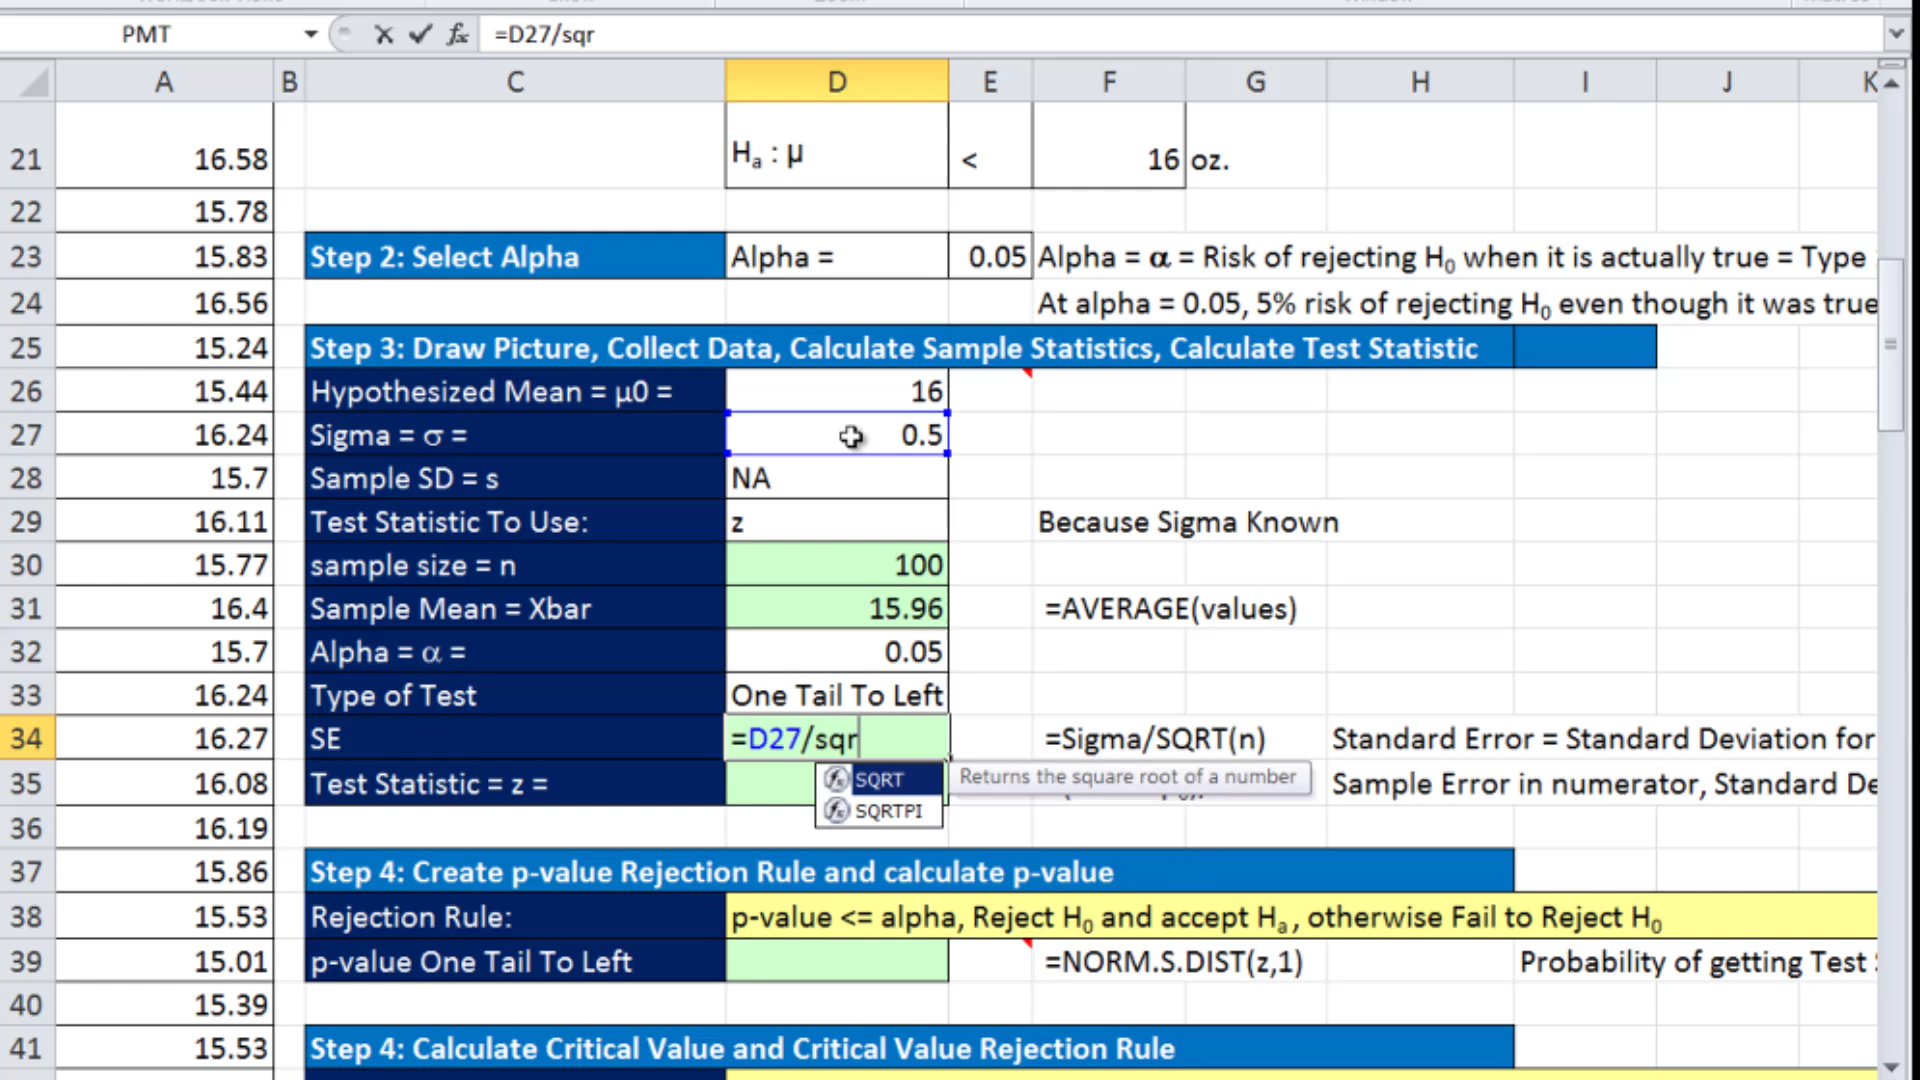 PMT =D27/sqr
A B C D E F G H I J K
21 16.58 Ha : μ < 16 oz.
22 15.78
23 15.83 Step 2: Select Alpha Alpha = 0.05 Alpha = α = Risk of rejecting H0 when it is actually true = Type
24 16.56 At alpha = 0.05, 5% risk of rejecting H0 even though it was true
25 15.24 Step 3: Draw Picture, Collect Data, Calculate Sample Statistics, Calculate Test Statistic
26 15.44 Hypothesized Mean = μ0 = 16
27 16.24 Sigma = σ = 0.5
28 15.7 Sample SD = s NA
29 16.11 Test Statistic To Use: z Because Sigma Known
30 15.77 sample size = n 100
31 16.4 Sample Mean = Xbar 15.96 =AVERAGE(values)
32 15.7 Alpha = α = 0.05
33 16.24 Type of Test One Tail To Left
34 16.27 SE =D27/sqr =Sigma/SQRT(n) Standard Error = Standard Deviation for
SQRT Returns the square root of a number
35 16.08 Test Statistic = z = Sample Error in numerator, Standard De
SQRTPI
36 16.19
37 15.86 Step 4: Create p-value Rejection Rule and calculate p-value
38 15.53 Rejection Rule: p-value <= alpha, Reject H0 and accept Ha, otherwise Fail to Reject H0
39 15.01 p-value One Tail To Left =NORM.S.DIST(z,1) Probability of getting Test
40 15.39
41 15.53 Step 4: Calculate Critical Value and Critical Value Rejection Rule